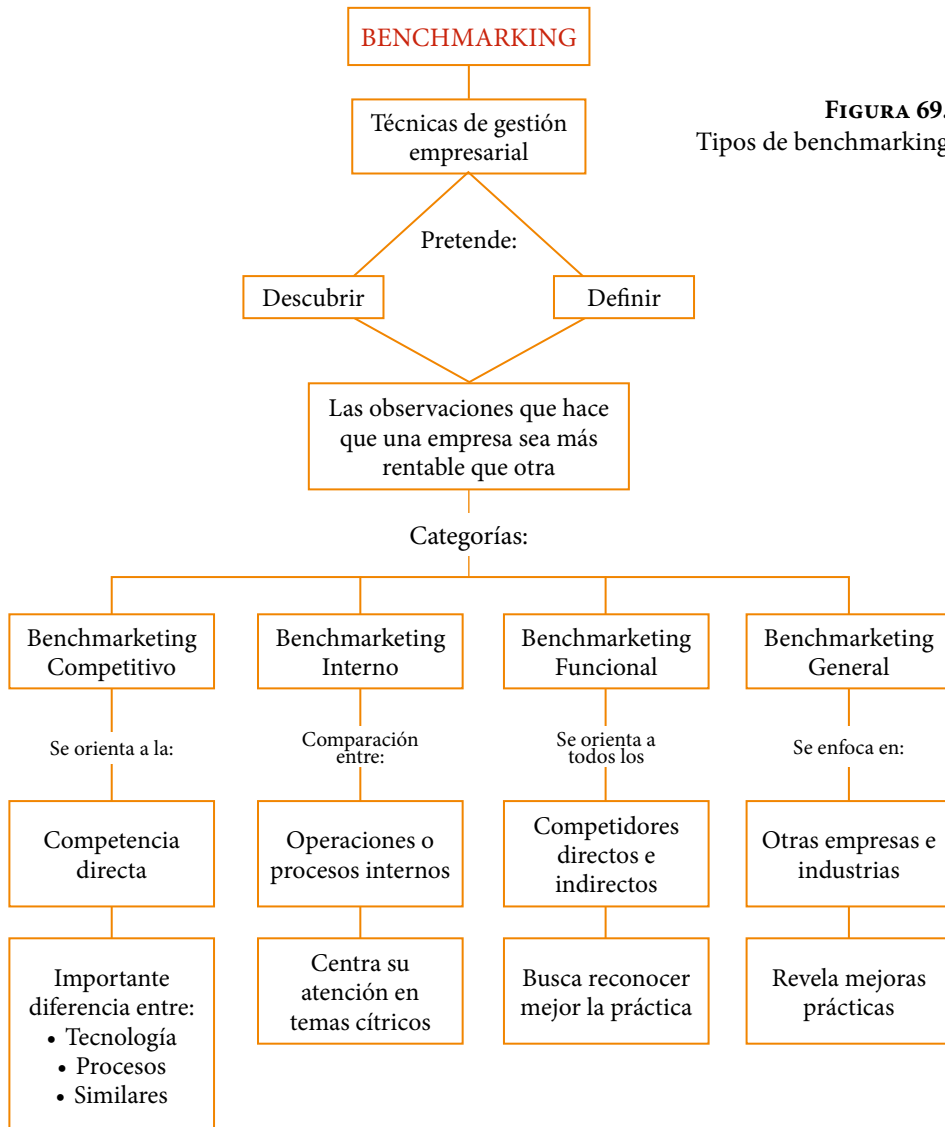 BENCHMARKING
FIGURA 69.
Tipos de benchmarking
Técnicas de gestión
empresarial
Pretende:
Descubrir
Definir
Las observaciones que hace
que una empresa sea más
rentable que otra
Categorías:
Benchmarketing
Competitivo
Se orienta a la:
Competencia
directa
Importante
diferencia entre:
• Tecnología
• Procesos
• Similares
Benchmarketing
Interno
Comparación
entre:
Operaciones o
procesos internos
Centra su
atención en
temas cítricos
Benchmarketing
Funcional
Se orienta a
todos los
Competidores
directos e
indirectos
Busca reconocer
mejor la práctica
Benchmarketing
General
Se enfoca en:
Otras empresas e
industrias
Revela mejoras
prácticas